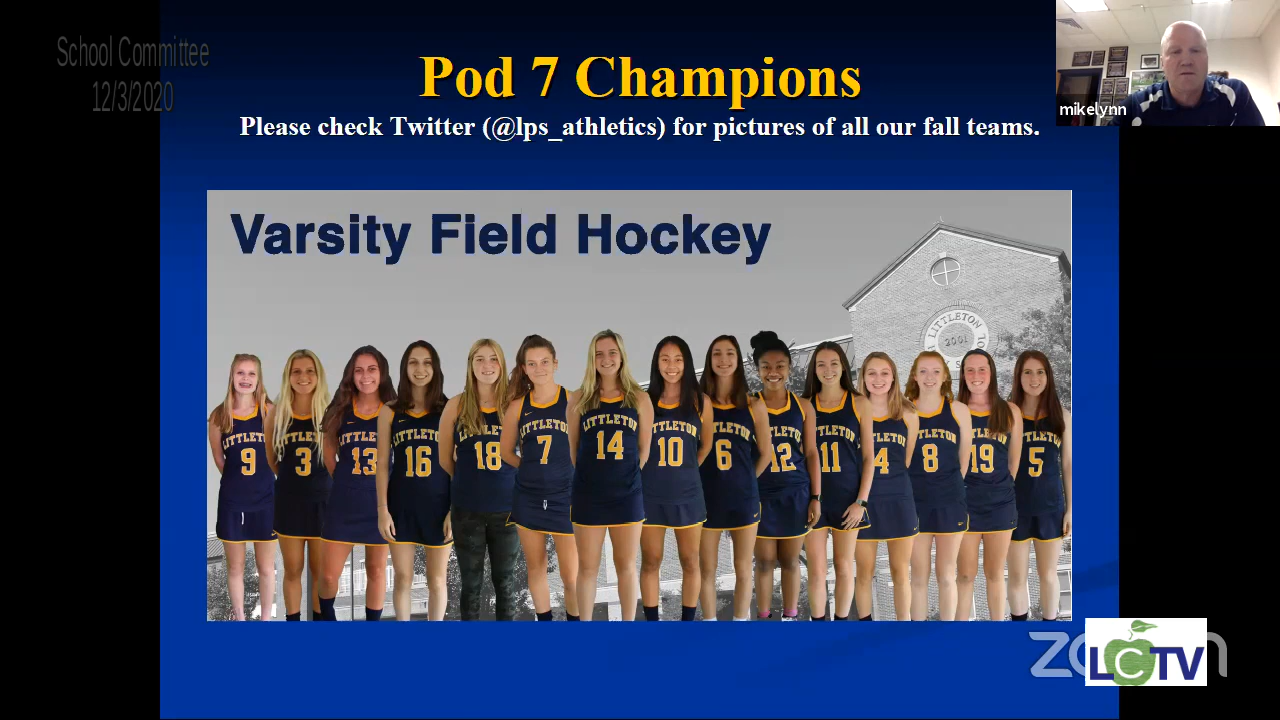 School Committee
12/3/2020
Pod 7 Champions
Please check Twitter (@lps_athletics) for pictures of all our fall teams.
mikelynn
Varsity Field Hockey
LITTLETON
2001
LITTLETON
9
3
13
16
18
7
14
10
6
12
11
4
8
19
5
LCTV